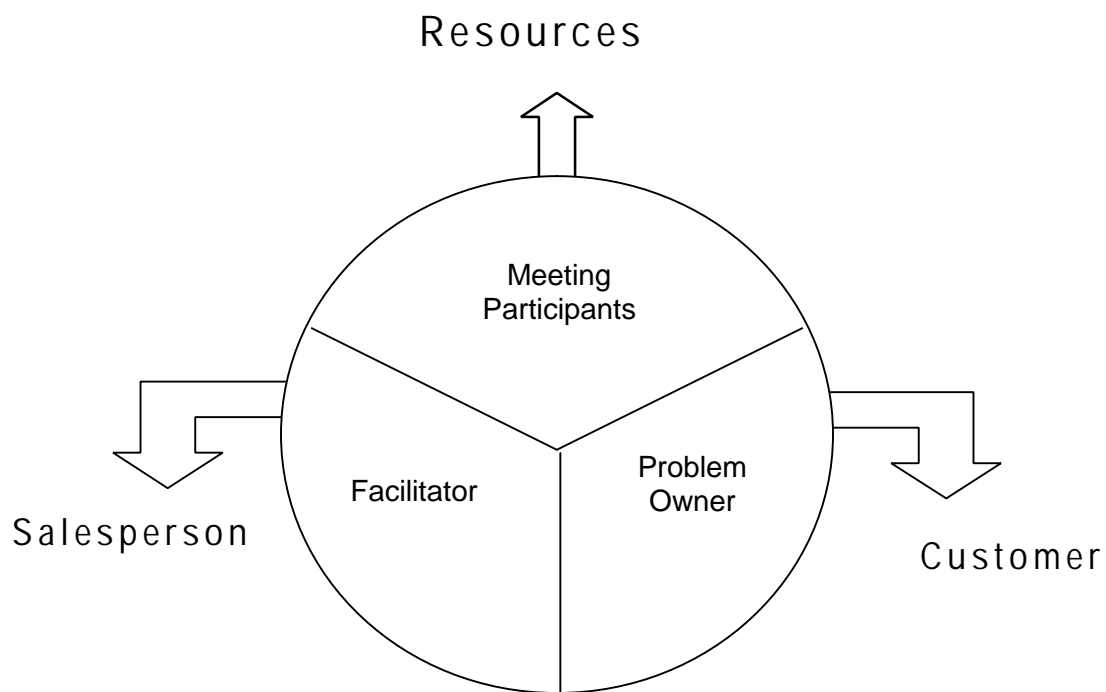 Resources
Meeting
Participants
Facilitator
Problem
Owner
Salesperson
Customer